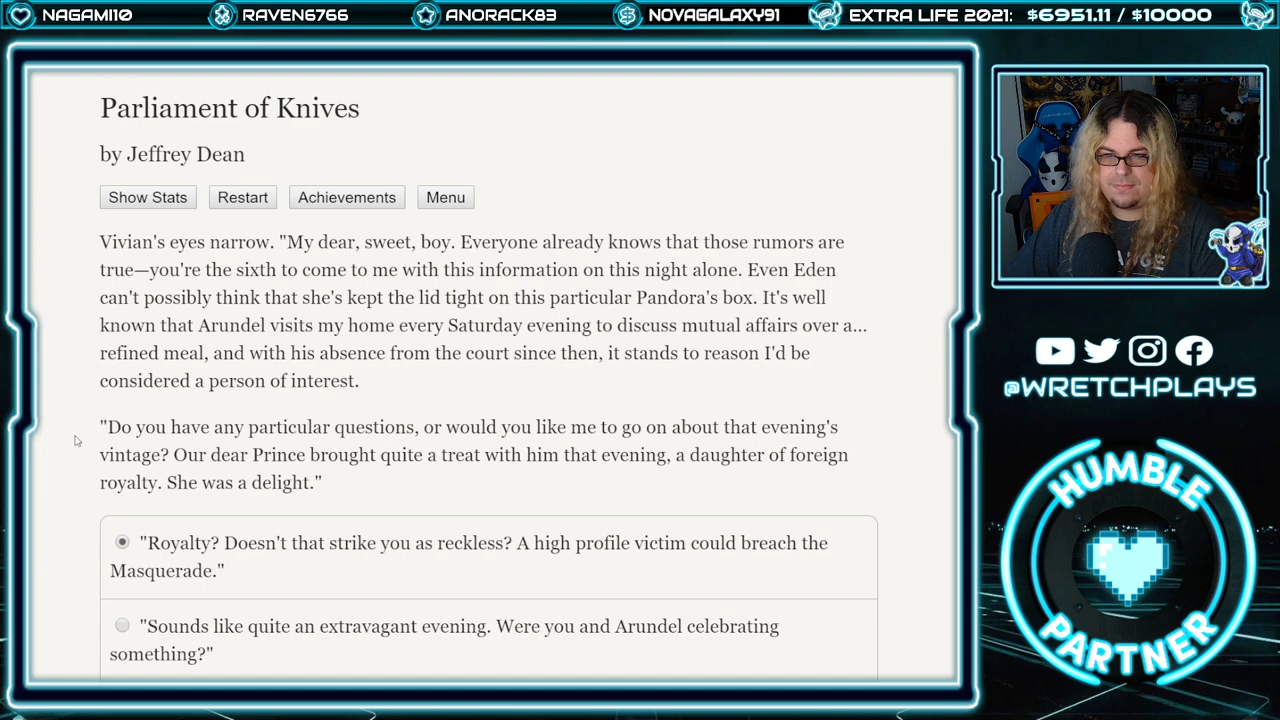 NAGAMI10 RAVEN6766 ANORACK83 NOVAGALAXY91 EXTRA LIFE 2021: $6951.11 / $10000
Parliament of Knives
by Jeffrey Dean
Show Stats Restart Achievements Menu
Vivian's eyes narrow. "My dear, sweet, boy. Everyone already knows that those rumors are
true—you're the sixth to come to me with this information on this night alone. Even Eden
can't possibly think that she's kept the lid tight on this particular Pandora's box. It's well
known that Arundel visits my home every Saturday evening to discuss mutual affairs over a...
refined meal, and with his absence from the court since then, it stands to reason I'd be
considered a person of interest.
"Do you have any particular questions, or would you like me to go on about that evening's
vintage? Our dear Prince brought quite a treat with him that evening, a daughter of foreign
royalty. She was a delight."
"Royalty? Doesn't that strike you as reckless? A high profile victim could breach the
Masquerade."
"Sounds like quite an extravagant evening. Were you and Arundel celebrating
something?"
@WRETCHPLAYS
HUMBLE
PARTNER